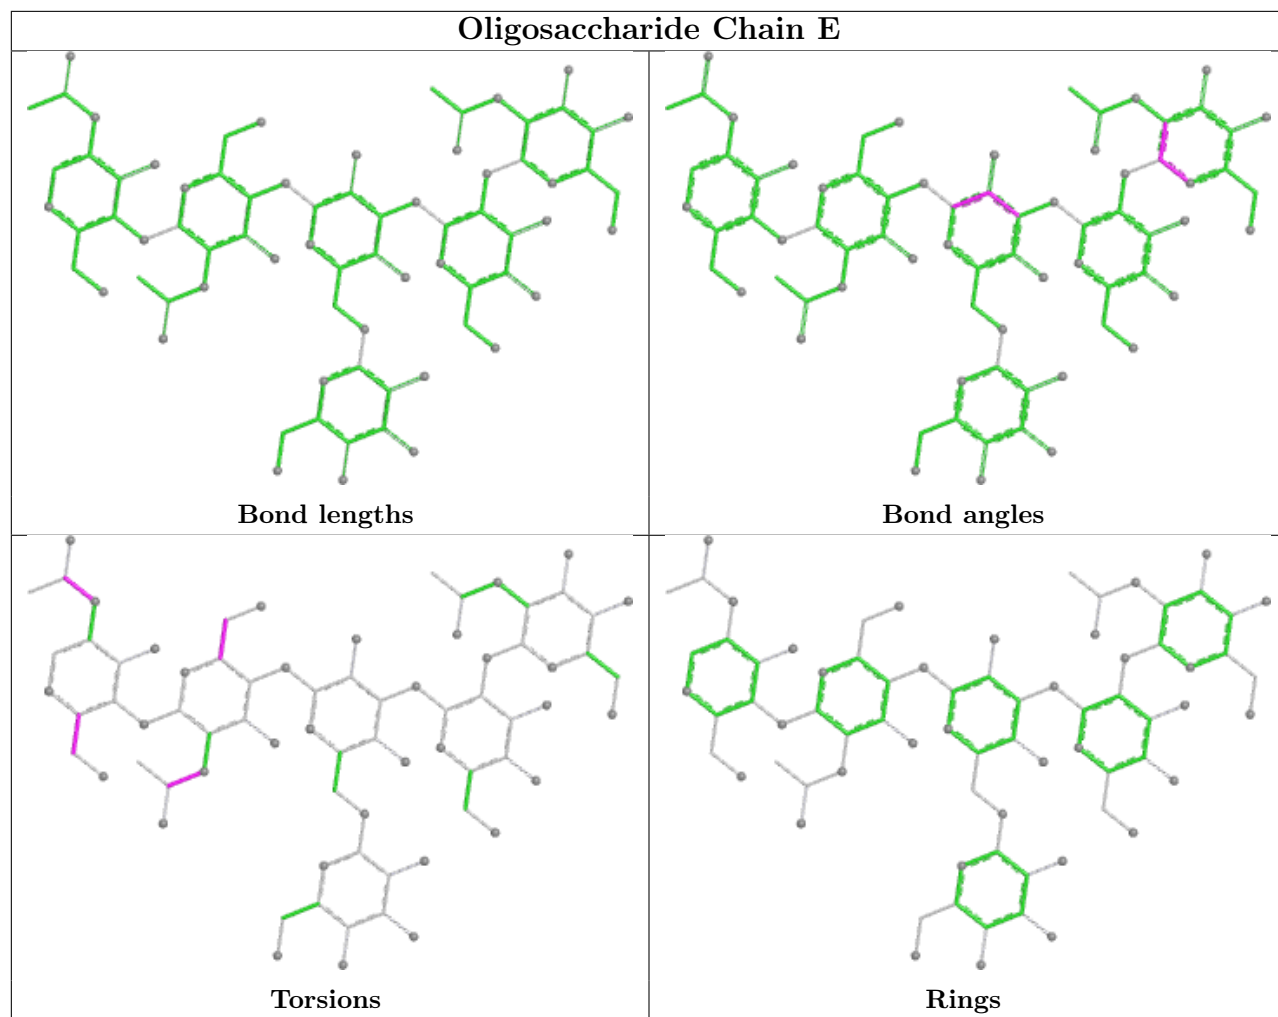 Oligosaccharide Chain E
Bond lengths
Bond angles
Torsions
Rings